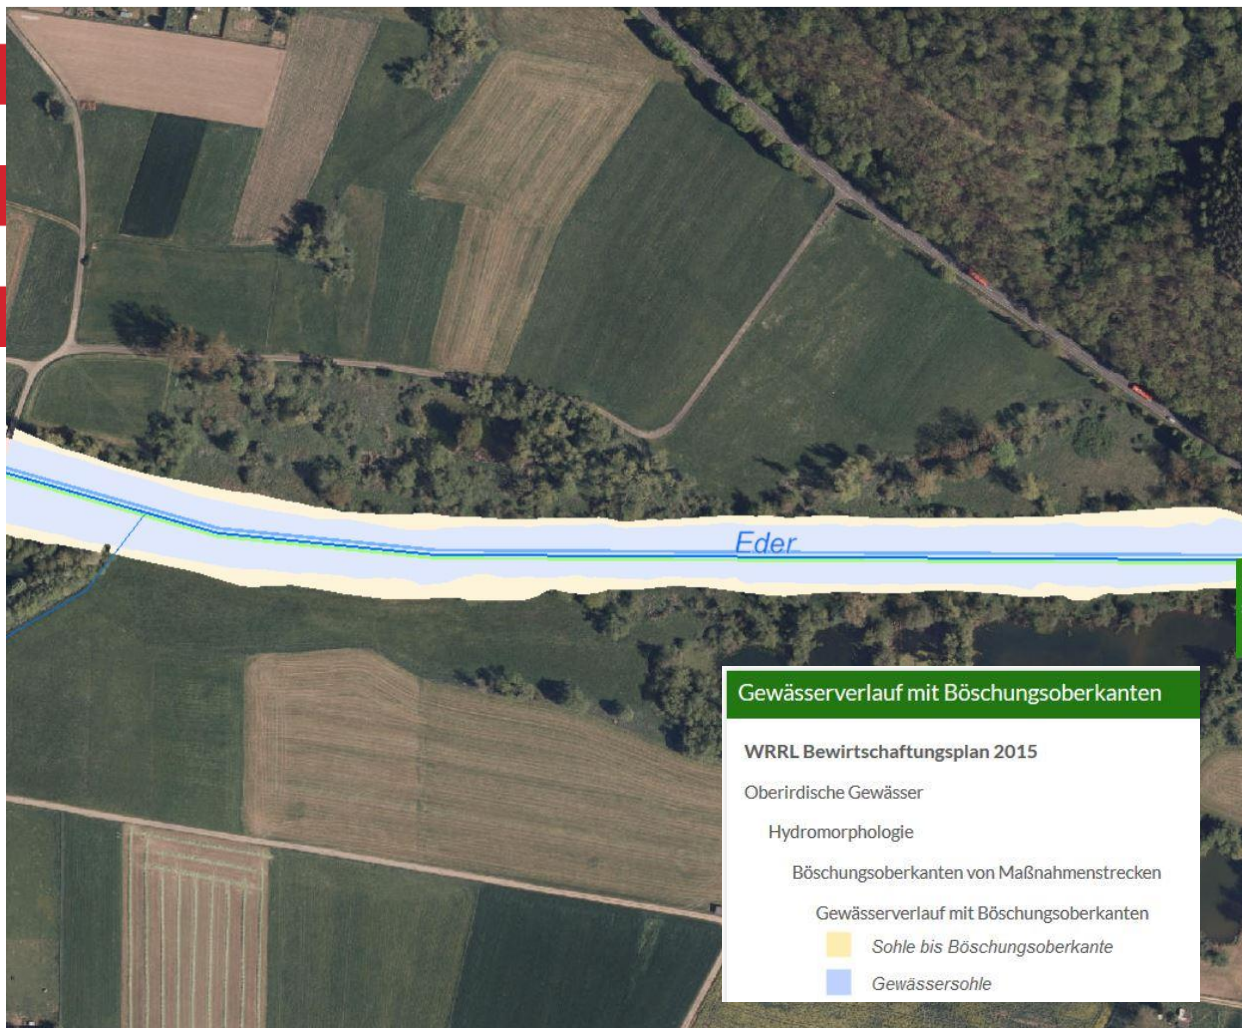 Eder
Gewässerverlauf mit Böschungsoberkanten
WRRL Bewirtschaftungsplan 2015
Oberirdische Gewässer
Hydromorphologie
Böschungsoberkanten von Maßnahmenstrecken
Gewässerverlauf mit Böschungsoberkanten
Sohle bis Böschungsoberkante
Gewässersohle